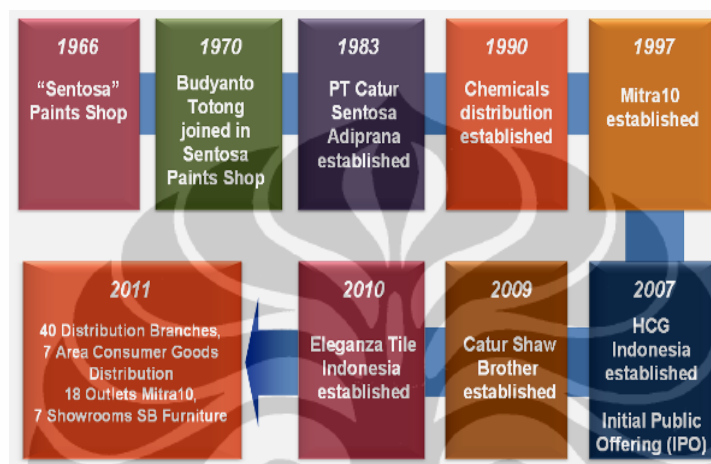 1966
“Sentosa”
Paints Shop
1970
Budyanto
Totong
joined in
Sentosa
Paints Shop
1983
PT Catur
Sentosa
Adiprana
established
1990
Chemicals
distribution
established
1997
Mitra10
established
2007
HCG
Indonesia
established
Initial Public
Offering (IPO)
2009
Catur Shaw
Brother
established
2010
Eleganza Tile
Indonesia
established
2011
40 Distribution Branches,
7 Area Consumer Goods
Distribution
18 Outlets Mitra10,
7 Showrooms SB Furniture